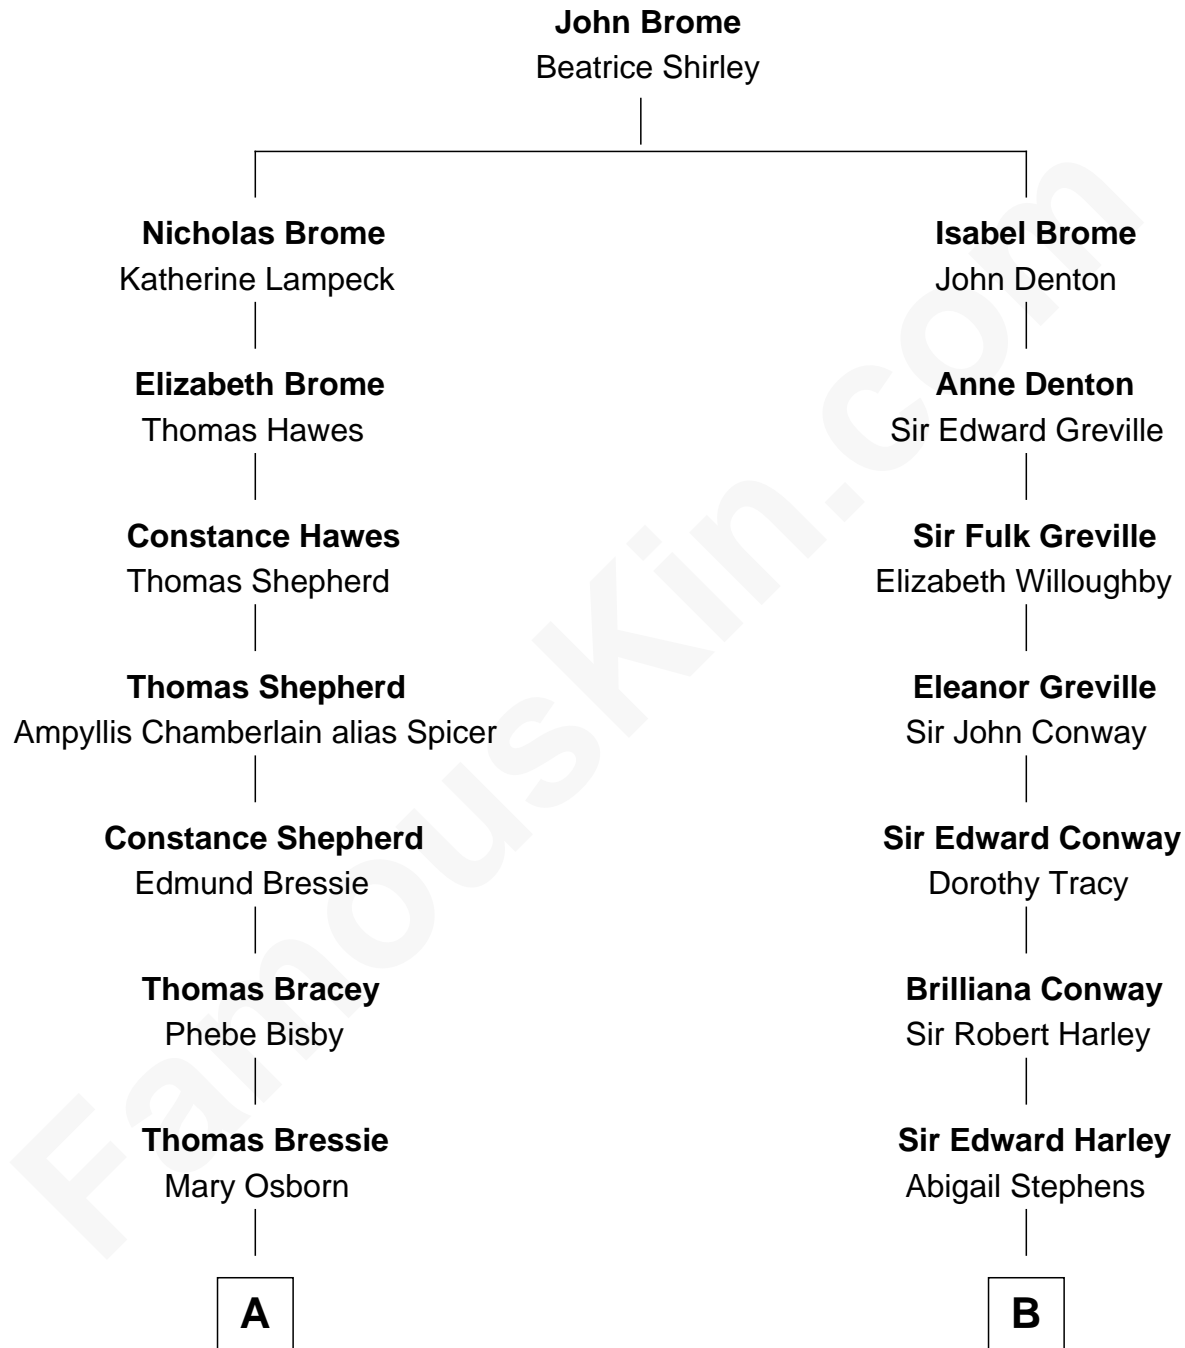 John Brome
Beatrice Shirley
Nicholas Brome
Katherine Lampeck
Elizabeth Brome
Thomas Hawes
Constance Hawes
Thomas Shepherd
Thomas Shepherd
Ampyllis Chamberlain alias Spicer
Constance Shepherd
Edmund Bressie
Thomas Bracey
Phebe Bisby
Thomas Bressie
Mary Osborn
A
Isabel Brome
John Denton
Anne Denton
Sir Edward Greville
Sir Fulk Greville
Elizabeth Willoughby
Eleanor Greville
Sir John Conway
Sir Edward Conway
Dorothy Tracy
Brilliana Conway
Sir Robert Harley
Sir Edward Harley
Abigail Stephens
B
FamousKin.com